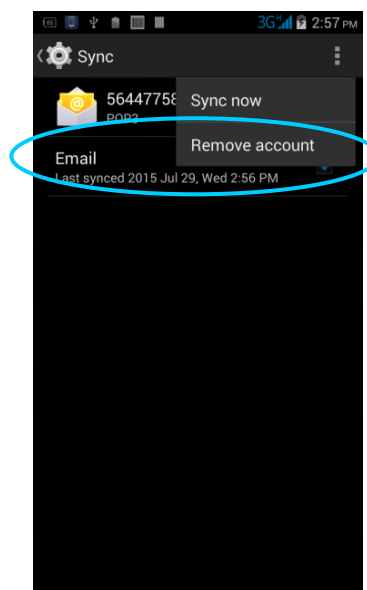 65 3G 2:57 PM
Sync
56447758 Sync now
POP3
Remove account
Email
Last synced 2015 Jul 29, Wed 2:56 PM